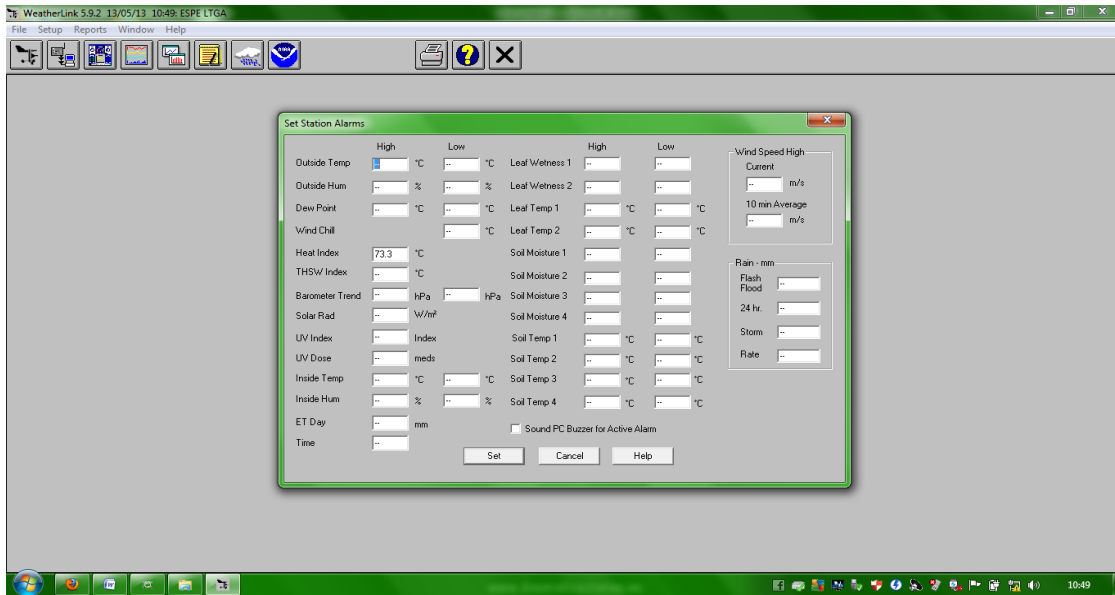 WeatherLink 5.9.2 13/05/13 10:49: ESPE LTGA
File Setup Reports Window Help
NOAA
Set Station Alarms
High Low High Low
Outside Temp -- °C -- °C Leaf Wetness 1 -- --
Outside Hum -- % -- % Leaf Wetness 2 -- --
Dew Point -- °C -- °C Leaf Temp 1 -- °C -- °C
Wind Chill -- °C Leaf Temp 2 -- °C -- °C
Heat Index 73.3 °C Soil Moisture 1 -- --
THSW Index -- °C Soil Moisture 2 -- --
Barometer Trend -- hPa -- hPa Soil Moisture 3 -- --
Solar Rad -- W/m² Soil Moisture 4 -- --
UV Index -- Index Soil Temp 1 -- °C -- °C
UV Dose -- meds Soil Temp 2 -- °C -- °C
Inside Temp -- °C -- °C Soil Temp 3 -- °C -- °C
Inside Hum -- % -- % Soil Temp 4 -- °C -- °C
ET Day -- mm
Time --
Sound PC Buzzer for Active Alarm
Set Cancel Help
Wind Speed High
Current
-- m/s
10 min Average
-- m/s
Rain - mm
Flash
Flood --
24 hr. --
Storm --
Rate --
10:49